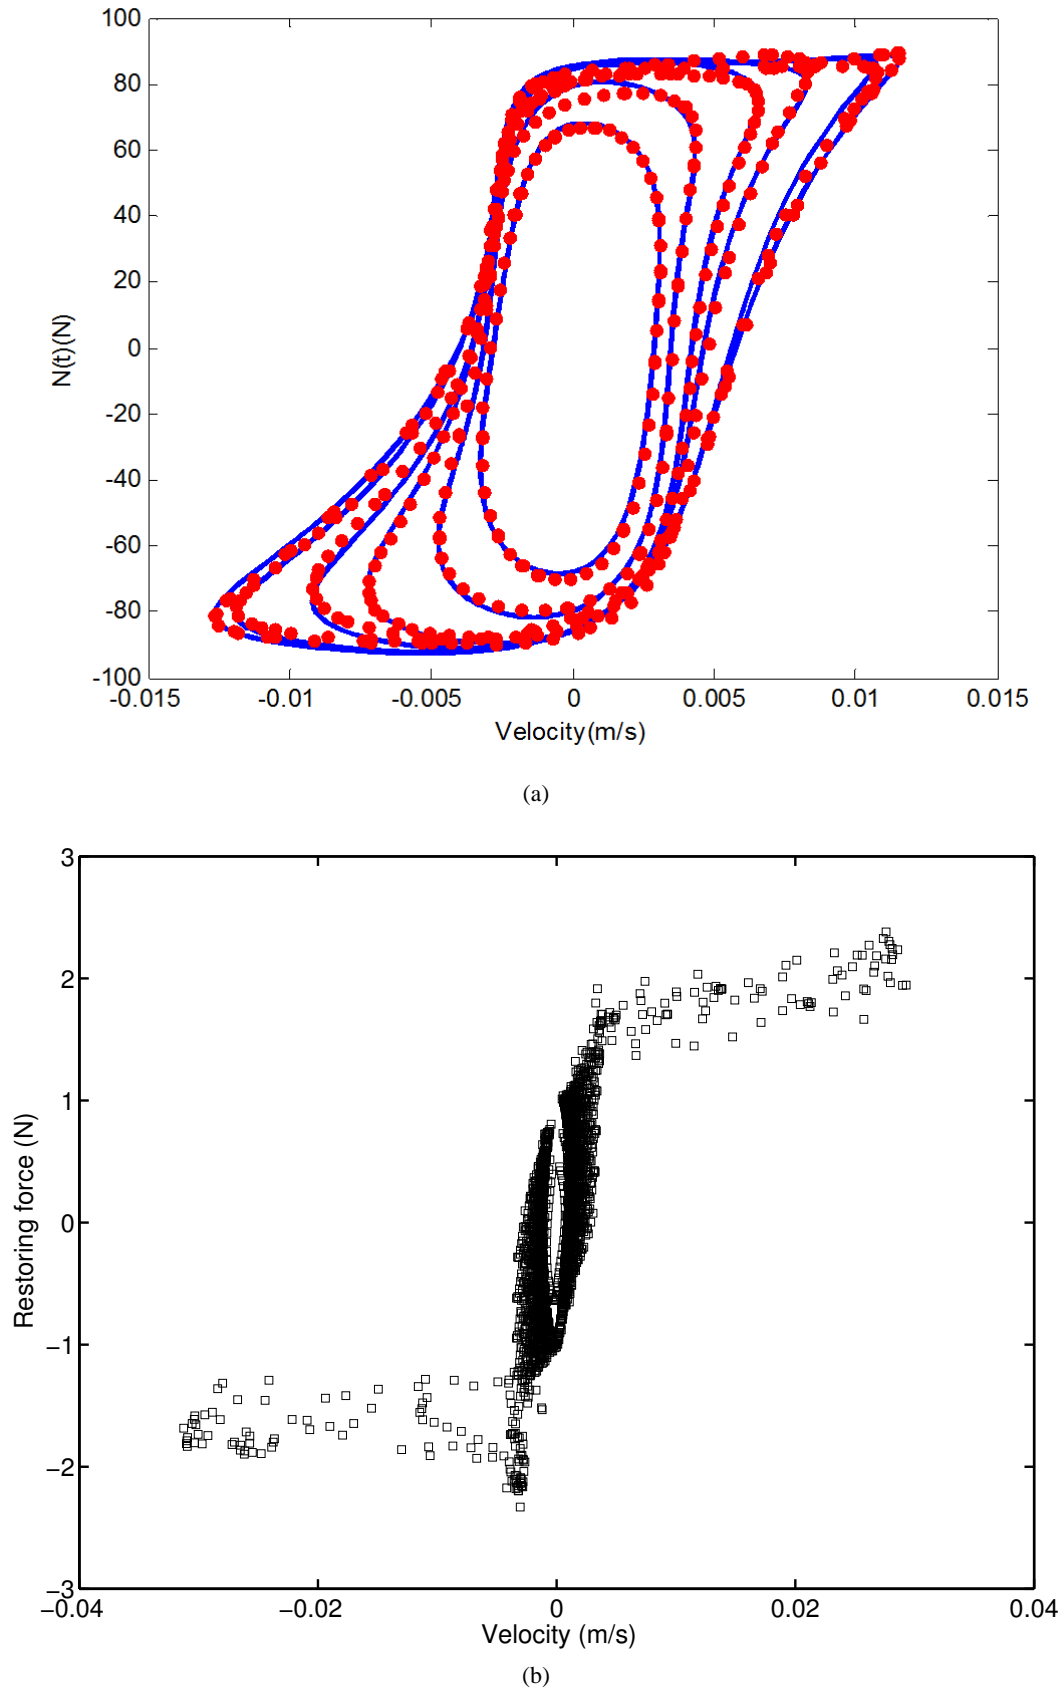 100
80
60
40
20
0
-20
-40
-60
-80
-100
N(t)(N)
-0.015 -0.01 -0.005 0 0.005 0.01 0.015
Velocity(m/s)
(a)
3
2
1
0
−1
−2
−3
Restoring force (N)
−0.04 −0.02 0 0.02 0.04
Velocity (m/s)
(b)